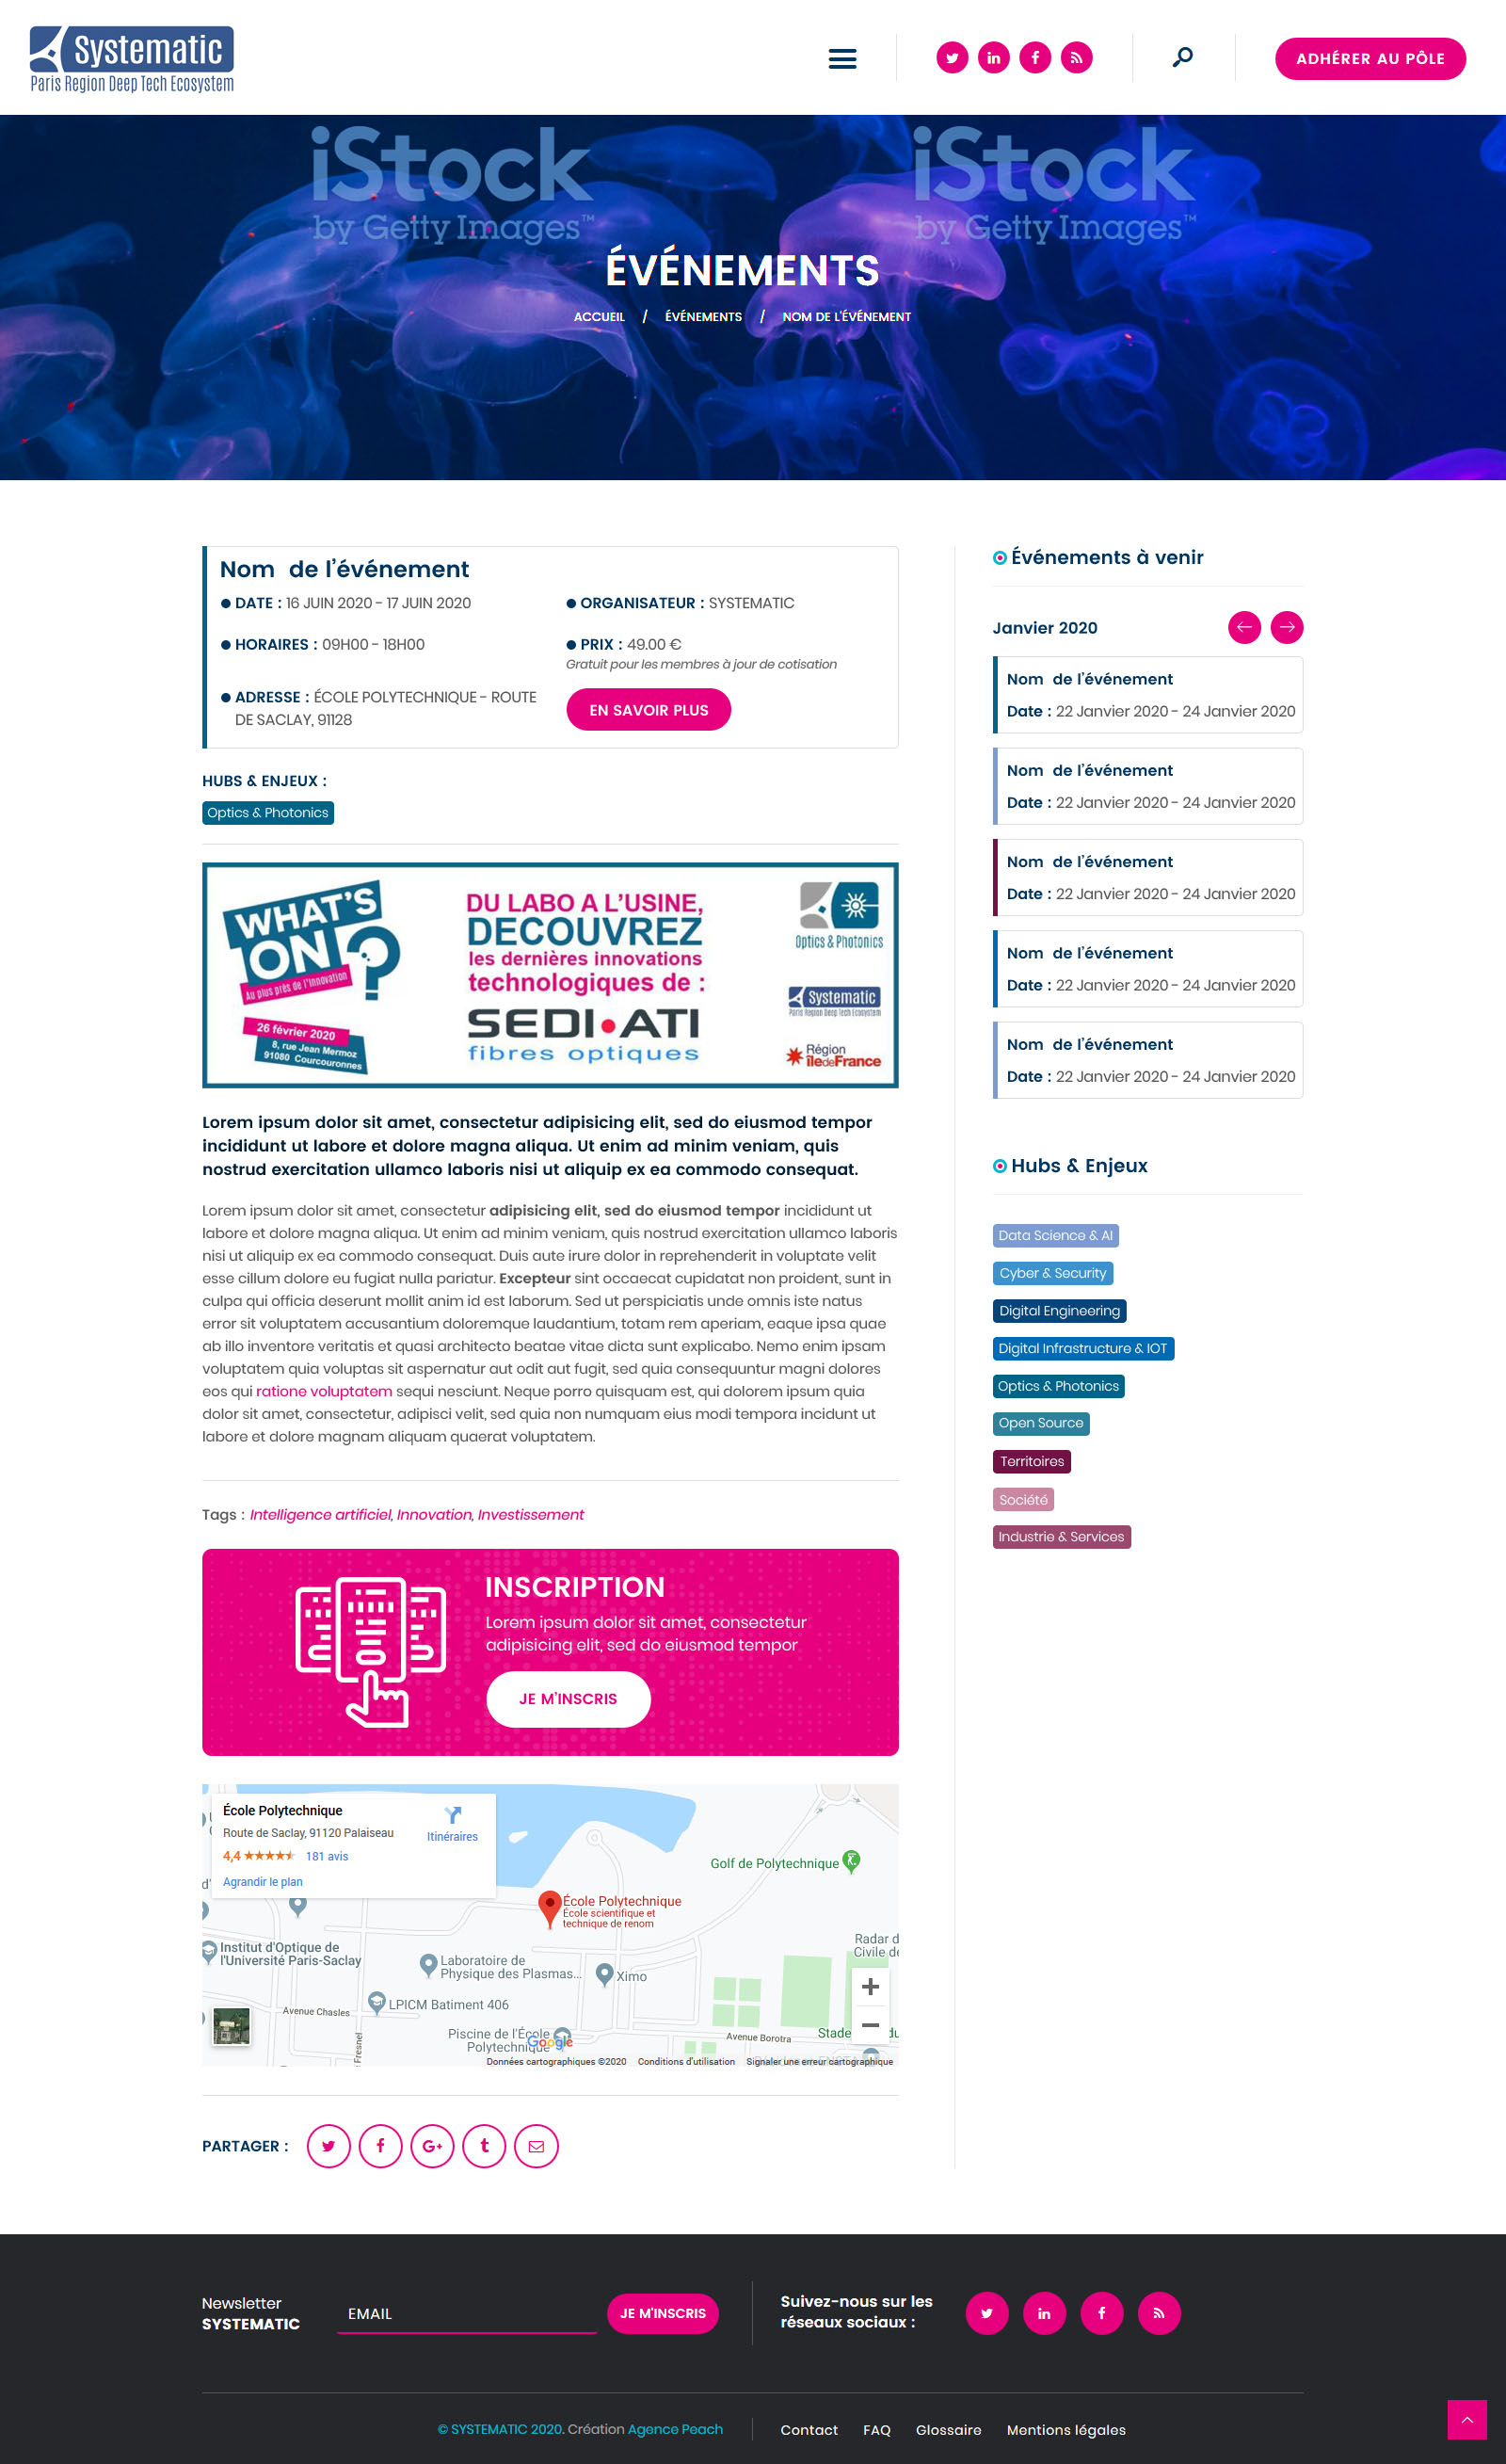 Systematic
Paris Region Deep Tech Ecosystem
ADHÉRER AU PÔLE
iStock
by Getty Images™
iStock
by Getty Images™
ÉVÉNEMENTS
ACCUEIL / ÉVÉNEMENTS / NOM DE L'ÉVÉNEMENT
Nom de l'événement
DATE : 16 JUIN 2020 - 17 JUIN 2020
ORGANISATEUR : SYSTEMATIC
HORAIRES : 09H00 - 18H00
PRIX : 49.00 €
Gratuit pour les membres à jour de cotisation
ADRESSE : ÉCOLE POLYTECHNIQUE - ROUTE
DE SACLAY, 91128
EN SAVOIR PLUS
HUBS & ENJEUX :
Optics & Photonics
WHAT'S
ON ?
Au plus près de l'innovation
26 février 2020
8, rue Jean Mermoz
91080 Courcouronnes
DU LABO A L'USINE,
DECOUVREZ
les dernières innovations
technologiques de :
SEDI•ATI
fibres optiques
Optics & Photonics
Systematic
Paris Region Deep Tech Ecosystem
Région
îledeFrance
Lorem ipsum dolor sit amet, consectetur adipisicing elit, sed do eiusmod tempor
incididunt ut labore et dolore magna aliqua. Ut enim ad minim veniam, quis
nostrud exercitation ullamco laboris nisi ut aliquip ex ea commodo consequat.
Lorem ipsum dolor sit amet, consectetur adipisicing elit, sed do eiusmod tempor incididunt ut
labore et dolore magna aliqua. Ut enim ad minim veniam, quis nostrud exercitation ullamco laboris
nisi ut aliquip ex ea commodo consequat. Duis aute irure dolor in reprehenderit in voluptate velit
esse cillum dolore eu fugiat nulla pariatur. Excepteur sint occaecat cupidatat non proident, sunt in
culpa qui officia deserunt mollit anim id est laborum. Sed ut perspiciatis unde omnis iste natus
error sit voluptatem accusantium doloremque laudantium, totam rem aperiam, eaque ipsa quae
ab illo inventore veritatis et quasi architecto beatae vitae dicta sunt explicabo. Nemo enim ipsam
voluptatem quia voluptas sit aspernatur aut odit aut fugit, sed quia consequuntur magni dolores
eos qui ratione voluptatem sequi nesciunt. Neque porro quisquam est, qui dolorem ipsum quia
dolor sit amet, consectetur, adipisci velit, sed quia non numquam eius modi tempora incidunt ut
labore et dolore magnam aliquam quaerat voluptatem.
Tags : Intelligence artificiel, Innovation, Investissement
INSCRIPTION
Lorem ipsum dolor sit amet, consectetur
adipisicing elit, sed do eiusmod tempor
JE M'INSCRIS
École Polytechnique
Route de Saclay, 91120 Palaiseau
4,4 181 avis
Agrandir le plan
Itinéraires
Golf de Polytechnique
École Polytechnique
École scientifique et
technique de renom
Institut d'Optique de
l'Université Paris-Saclay
Laboratoire de
Physique des Plasmas...
Ximo
Radar d
Civile de
LPICM Batiment 406
Avenue Chasles
Fresnel
Piscine de l'École
Polytechnique
Google
Avenue Borotra
Stade
du
Données cartographiques ©2020 Conditions d'utilisation Signaler une erreur cartographique
PARTAGER :
Événements à venir
Janvier 2020
Nom de l'événement
Date : 22 Janvier 2020 - 24 Janvier 2020
Nom de l'événement
Date : 22 Janvier 2020 - 24 Janvier 2020
Nom de l'événement
Date : 22 Janvier 2020 - 24 Janvier 2020
Nom de l'événement
Date : 22 Janvier 2020 - 24 Janvier 2020
Nom de l'événement
Date : 22 Janvier 2020 - 24 Janvier 2020
Hubs & Enjeux
Data Science & AI
Cyber & Security
Digital Engineering
Digital Infrastructure & IOT
Optics & Photonics
Open Source
Territoires
Société
Industrie & Services
Newsletter
SYSTEMATIC
EMAIL
JE M'INSCRIS
Suivez-nous sur les
réseaux sociaux :
© SYSTEMATIC 2020. Création Agence Peach
Contact FAQ Glossaire Mentions légales